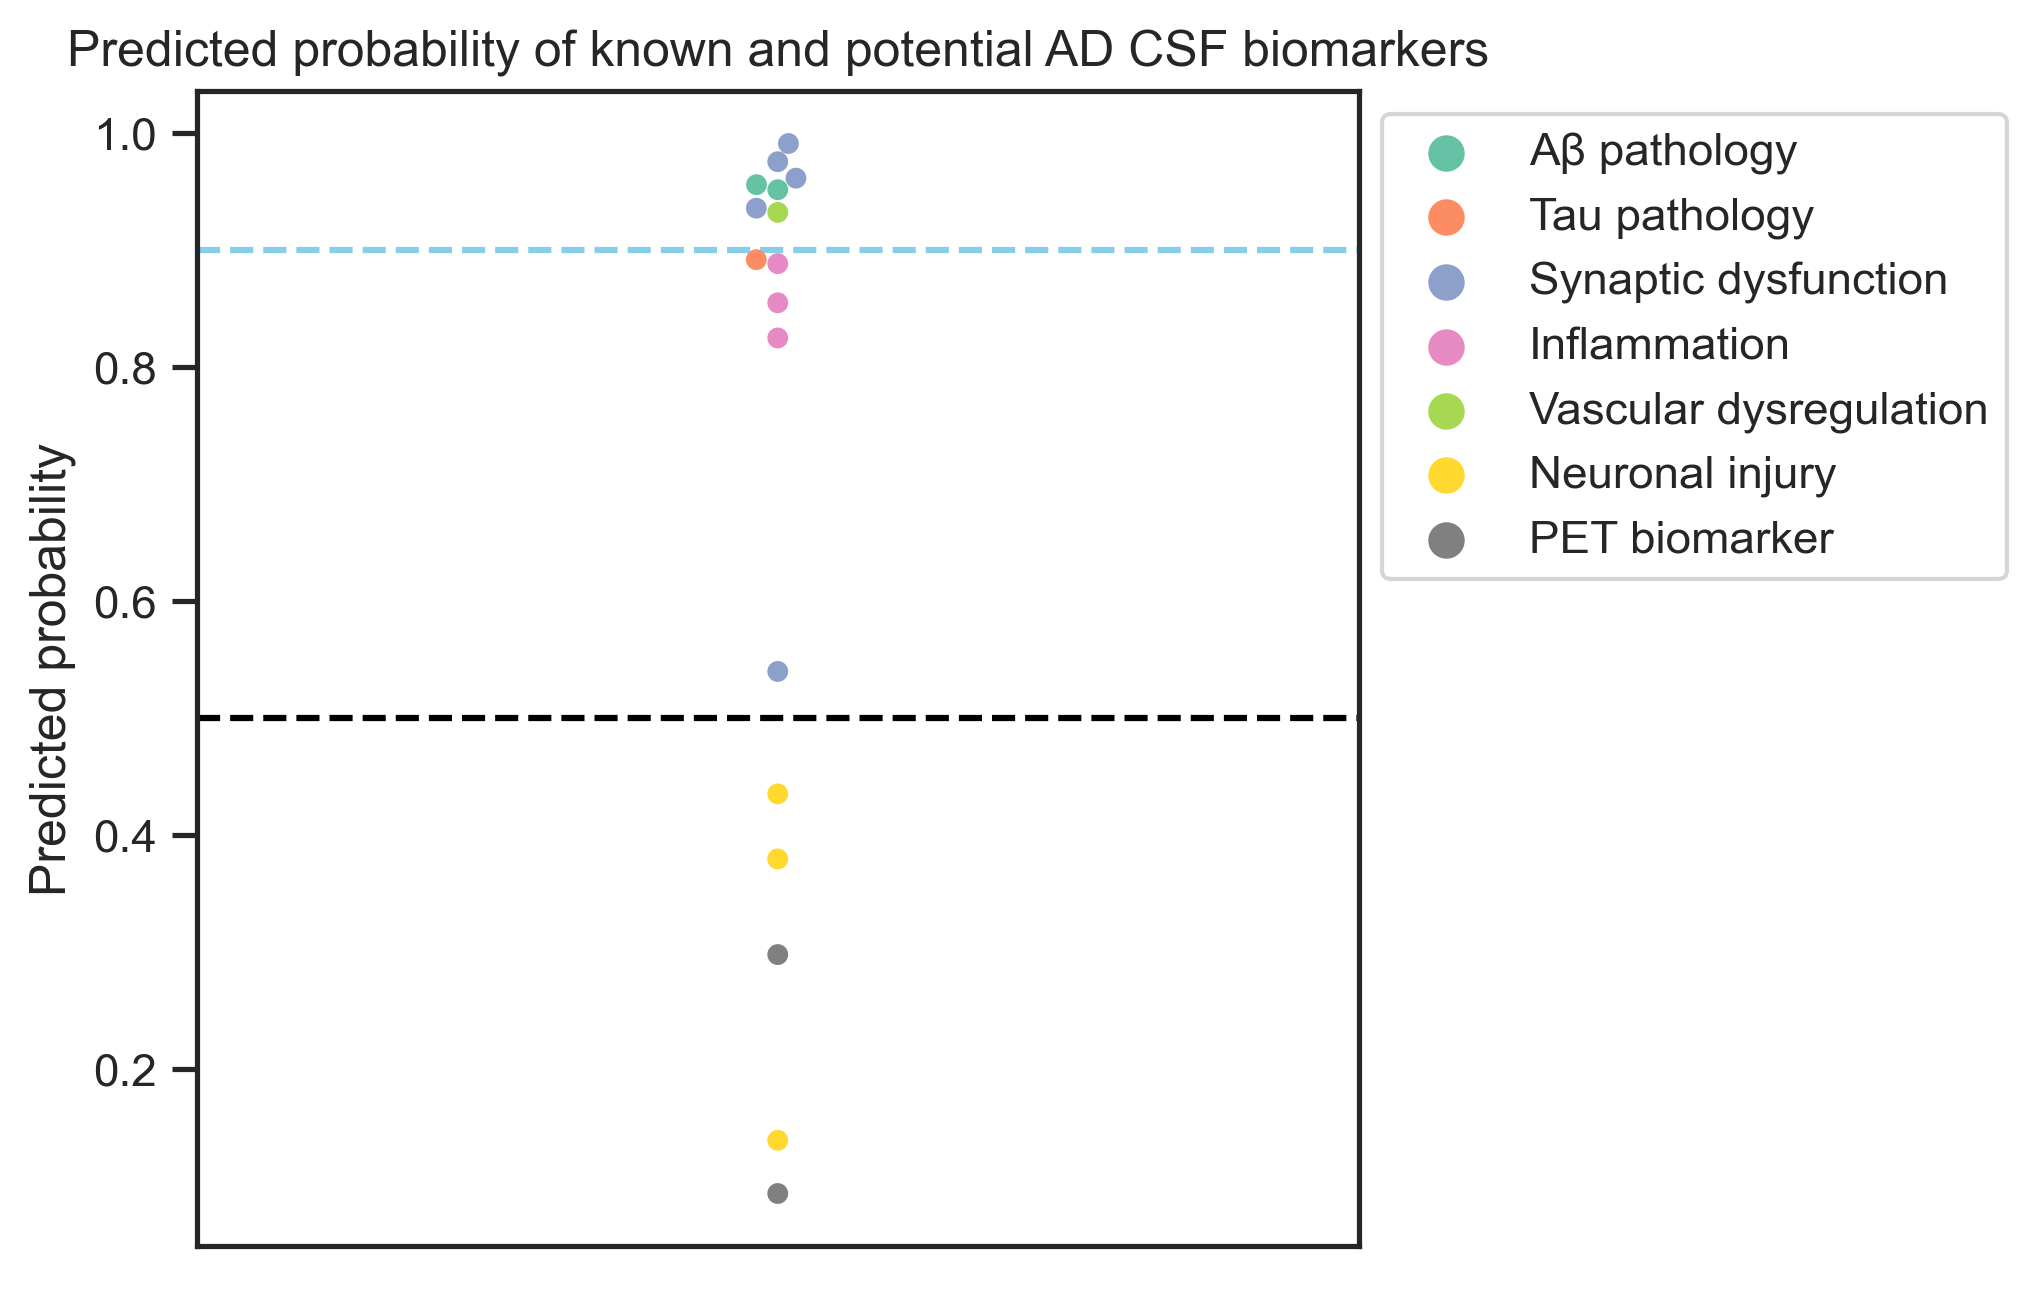 Predicted probability of known and potential AD CSF biomarkers
1.0
0.8
0.6
0.4
0.2
Predicted probability
Aβ pathology
Tau pathology
Synaptic dysfunction
Inflammation
Vascular dysregulation
Neuronal injury
PET biomarker